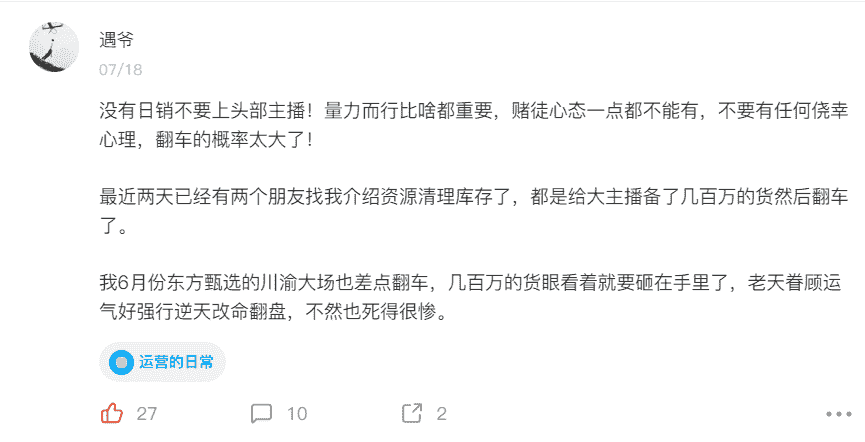 遇爷
07/18
没有日销不要上头部主播！量力而行比啥都重要，赌徒心态一点都不能有，不要有任何侥幸
心理，翻车的概率太大了！
最近两天已经有两个朋友找我介绍资源清理库存了，都是给大主播备了几百万的货然后翻车
了。
我6月份东方甄选的川渝大场也差点翻车，几百万的货眼看着就要砸在手里了，老天眷顾运
气好强行逆天改命翻盘，不然也死得很惨。
运营的日常
27 10 2